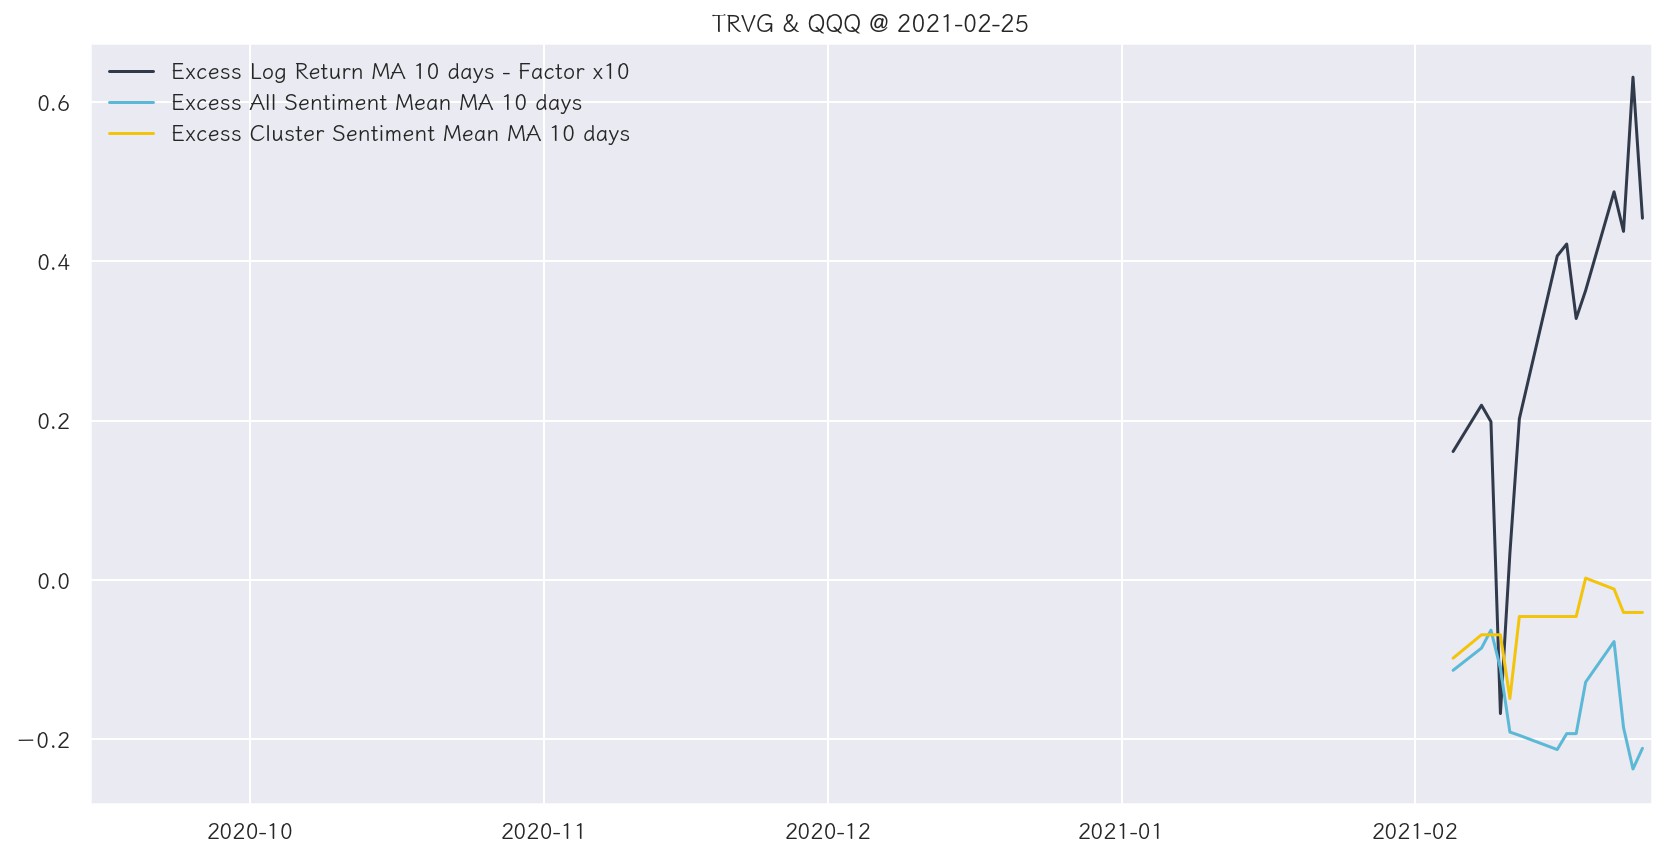 TRVG & QQQ @ 2021-02-25
Excess Log Return MA 10 days - Factor x10
Excess All Sentiment Mean MA 10 days
Excess Cluster Sentiment Mean MA 10 days
0.6
0.4
0.2
0.0
−0.2
2020-10
2020-11
2020-12
2021-01
2021-02